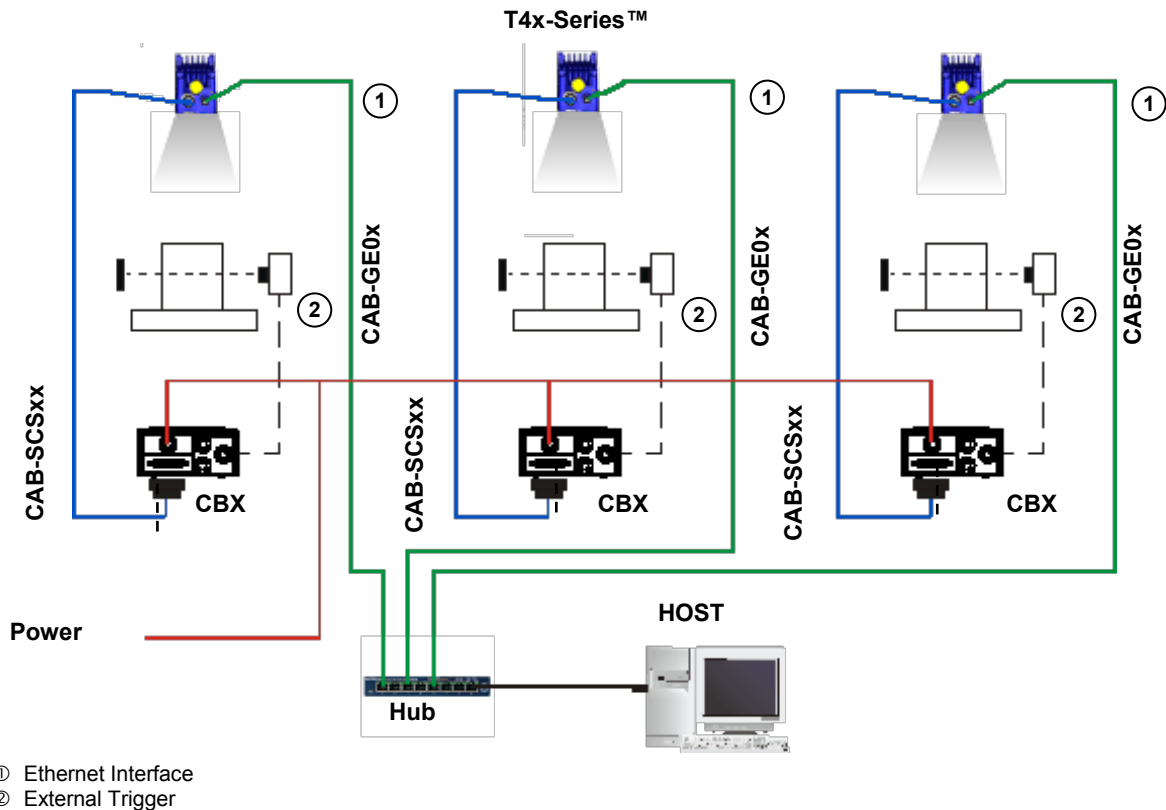 T4x-Series™
1
1
1
CAB-GE0x
CAB-GE0x
CAB-GE0x
2
2
2
CAB-SCSxx
CAB-SCSxx
CAB-SCSxx
CBX
CBX
CBX
Power
HOST
Hub
① Ethernet Interface
② External Trigger